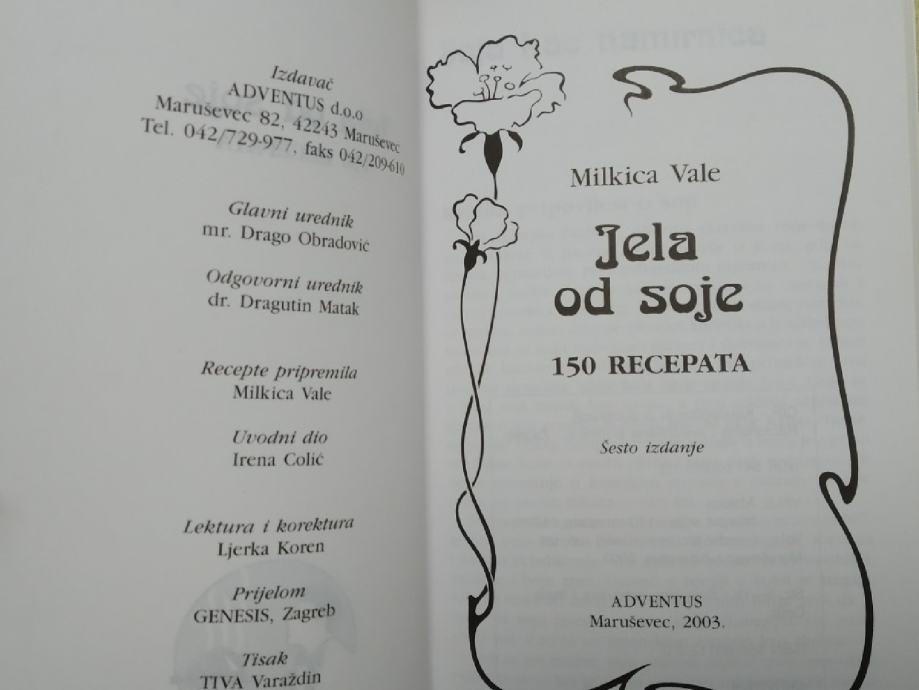 Izdavač
ADVENTUS d.o.o
Maruševec 82, 42243 Maruševec
Tel. 042/729-977, faks 042/209-610
Glavni urednik
mr. Drago Obradović
Odgovorni urednik
dr. Dragutin Matak
Recepte pripremila
Milkica Vale
Uvodni dio
Irena Colić
Lektura i korektura
Ljerka Koren
Prijelom
GENESIS, Zagreb
Tisak
TIVA Varaždin
Milkica Vale
Jela
od soje
150 RECEPATA
Šesto izdanje
ADVENTUS
Maruševec, 2003.